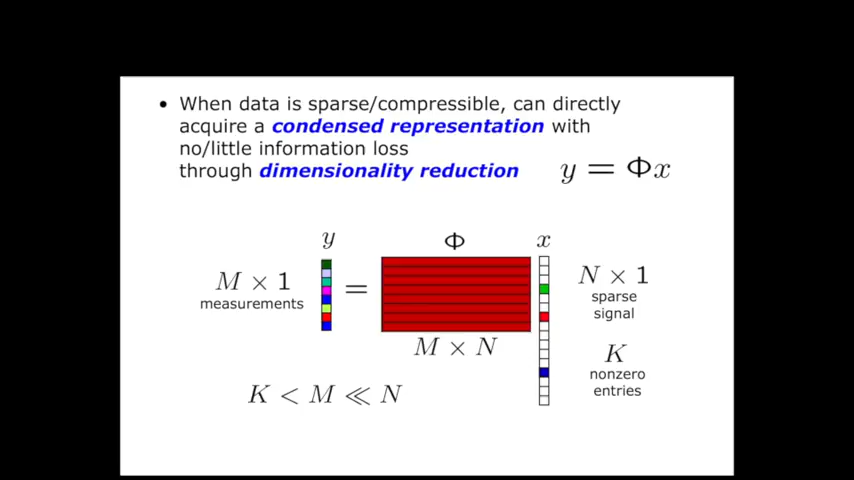 • When data is sparse/compressible, can directly
acquire a condensed representation with
no/little information loss
through dimensionality reduction
y = Φx
y Φ x
M × 1
measurements
=
N × 1
sparse
signal
M × N
K
nonzero
entries
K < M ≪ N